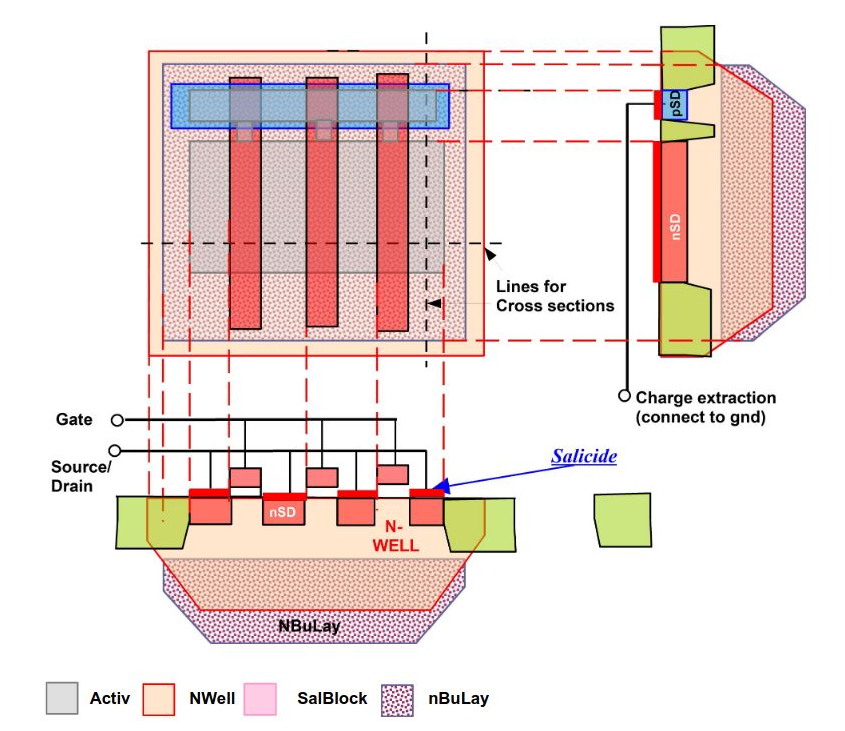 pSD
nSD
Lines for
Cross sections
Charge extraction
(connect to gnd)
Gate
Source/
Drain
Salicide
nSD
N-
WELL
NBuLay
Activ
NWell
SalBlock
nBuLay